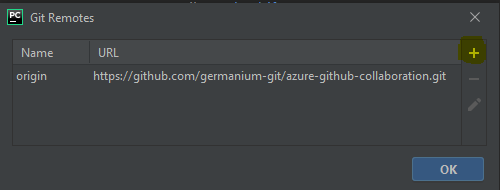 PC Git Remotes
Name URL
origin https://github.com/germanium-git/azure-github-collaboration.git
OK